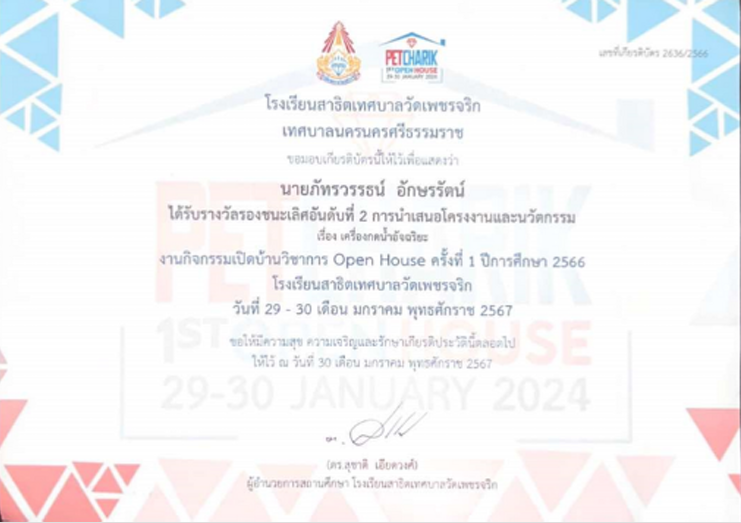 PETCHARIK
1ST OPEN HOUSE
29-30 JANUARY 2024
เลขที่เกียรติบัตร 2636/2566
โรงเรียนสาธิตเทศบาลวัดเพชรจริก
เทศบาลนครนครศรีธรรมราช
ขอมอบเกียรติบัตรนี้ให้ไว้เพื่อแสดงว่า
นายภัทรวรรธน์ อักษรรัตน์
ได้รับรางวัลรองชนะเลิศอันดับที่ 2 การนำเสนอโครงงานและนวัตกรรม
เรื่อง เครื่องกดน้ำอัจฉริยะ
งานกิจกรรมเปิดบ้านวิชาการ Open House ครั้งที่ 1 ปีการศึกษา 2566
โรงเรียนสาธิตเทศบาลวัดเพชรจริก
วันที่ 29 - 30 เดือน มกราคม พุทธศักราช 2567
ขอให้มีความสุข ความเจริญและรักษาเกียรติประวัตินี้ตลอดไป
ให้ไว้ ณ วันที่ 30 เดือน มกราคม พุทธศักราช 2567
PETCHARIK
1ST OPEN HOUSE
29-30 JANUARY 2024
(ดร.สุชาติ เอียดวงศ์)
ผู้อำนวยการสถานศึกษา โรงเรียนสาธิตเทศบาลวัดเพชรจริก